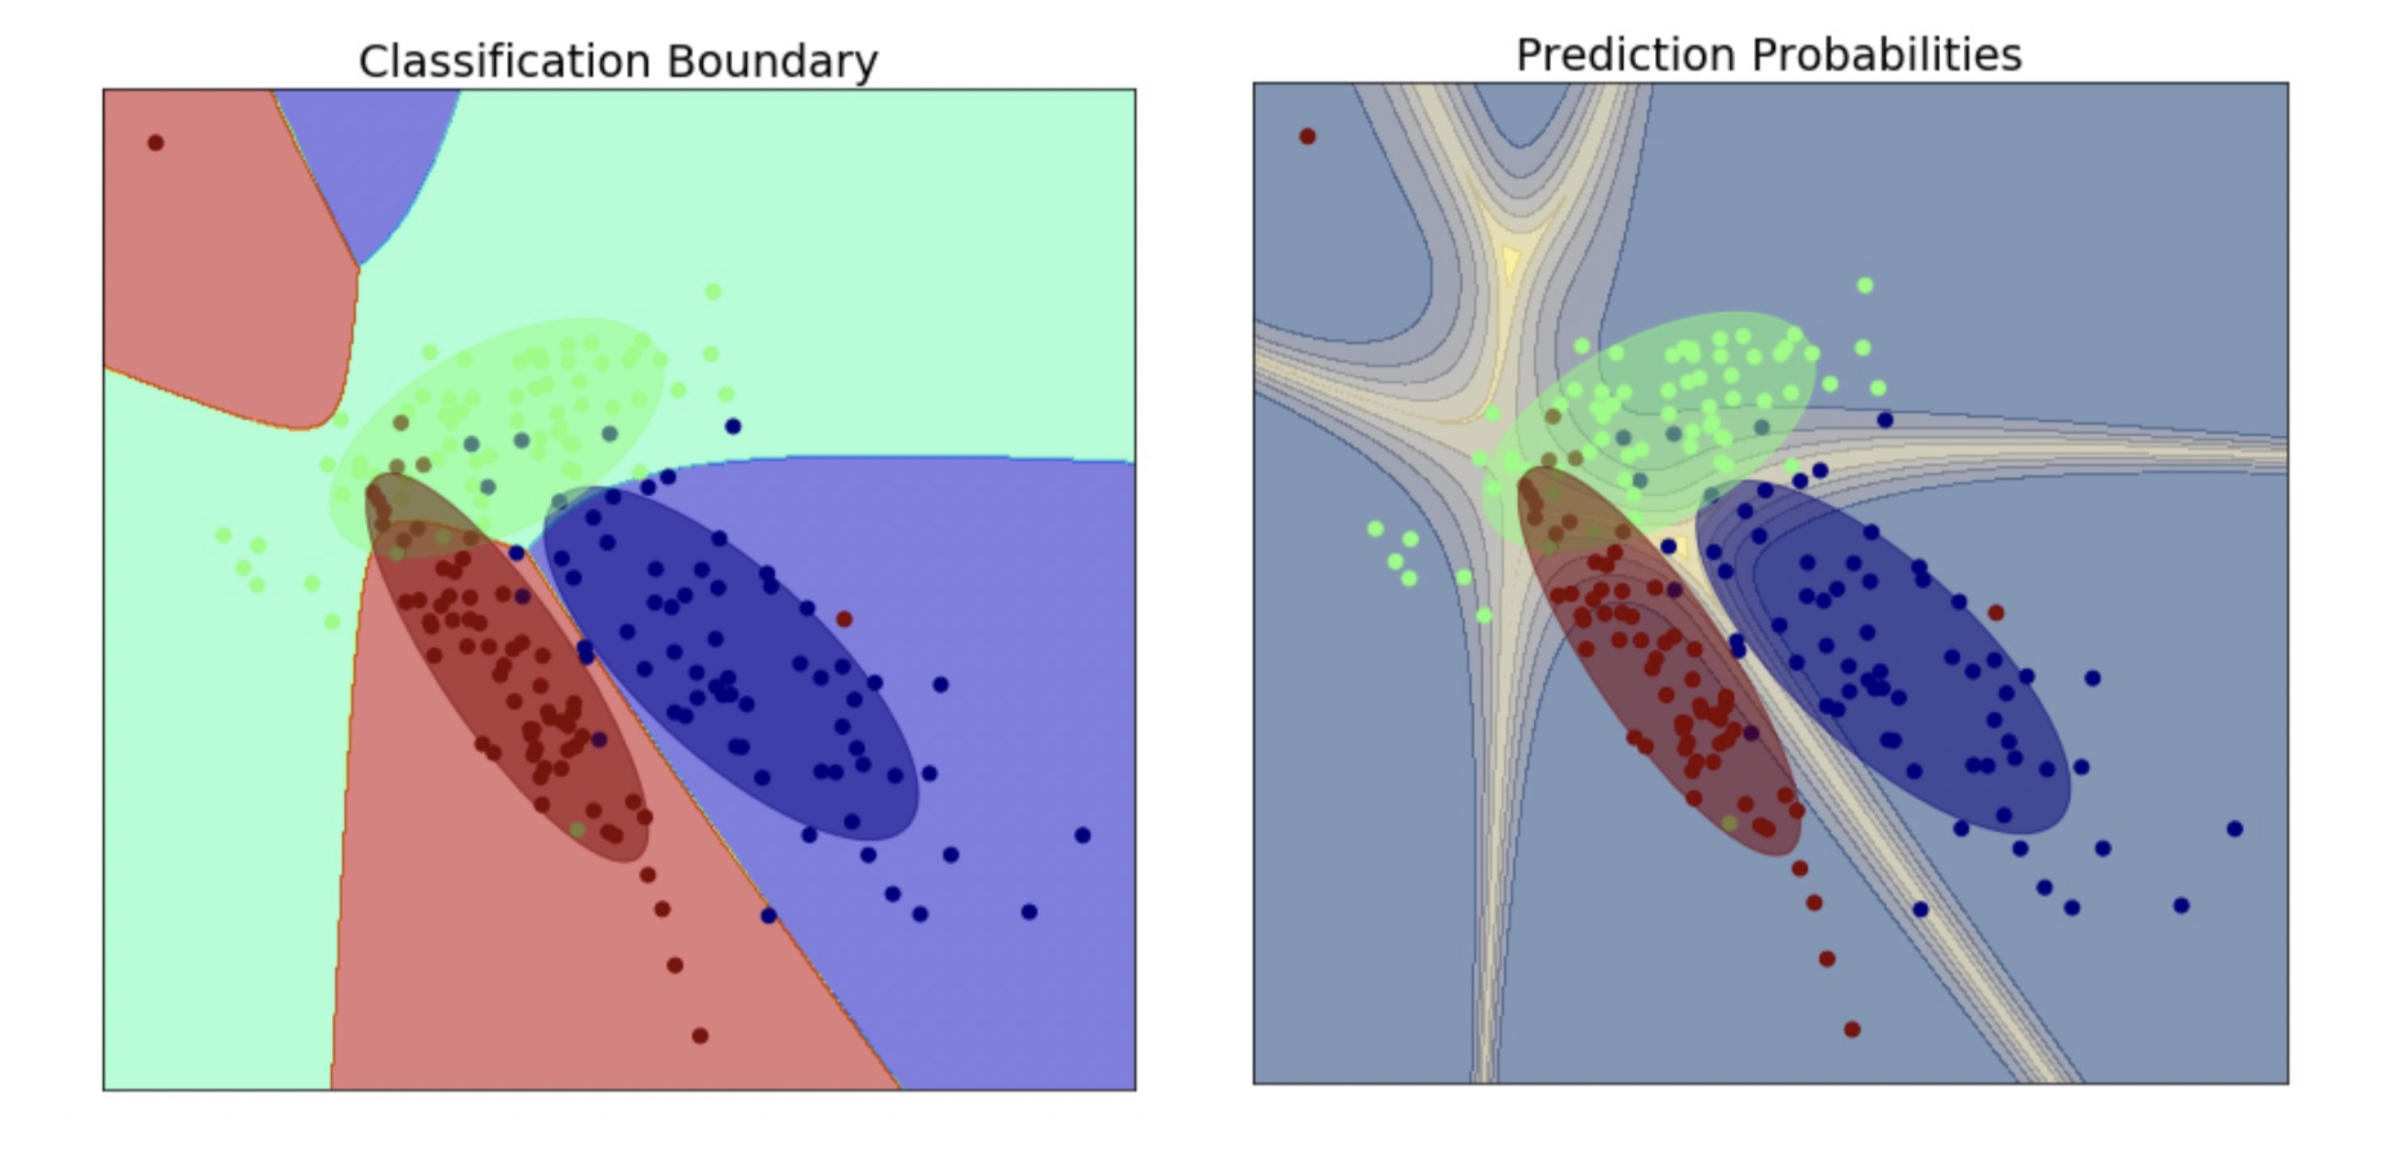 Classification Boundary
Prediction Probabilities